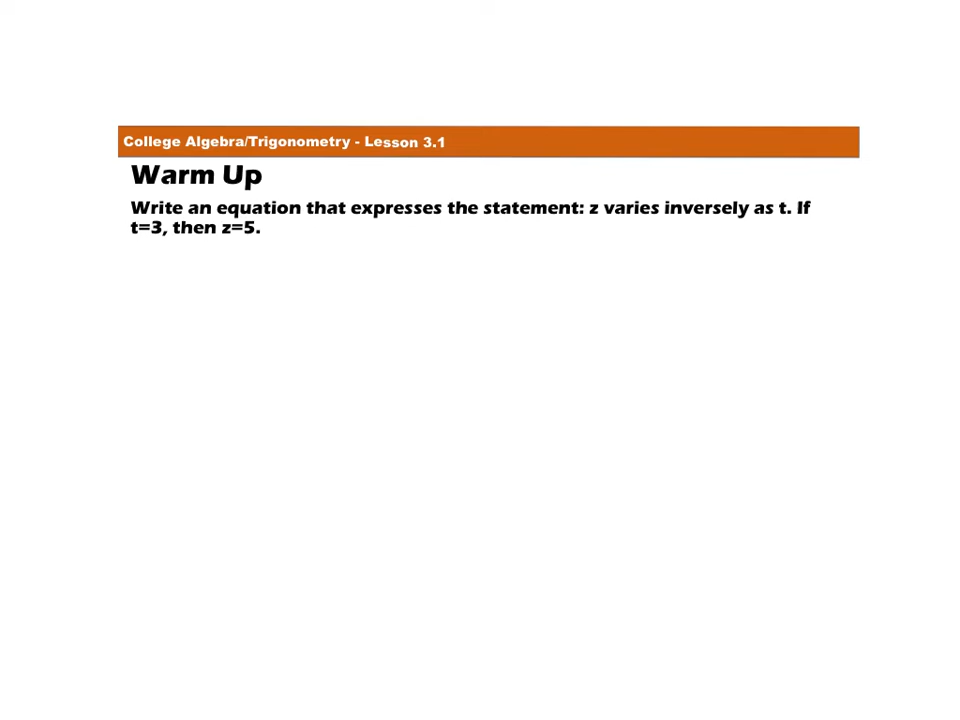 College Algebra/Trigonometry - Lesson 3.1
Warm Up
Write an equation that expresses the statement: z varies inversely as t. If
t=3, then z=5.